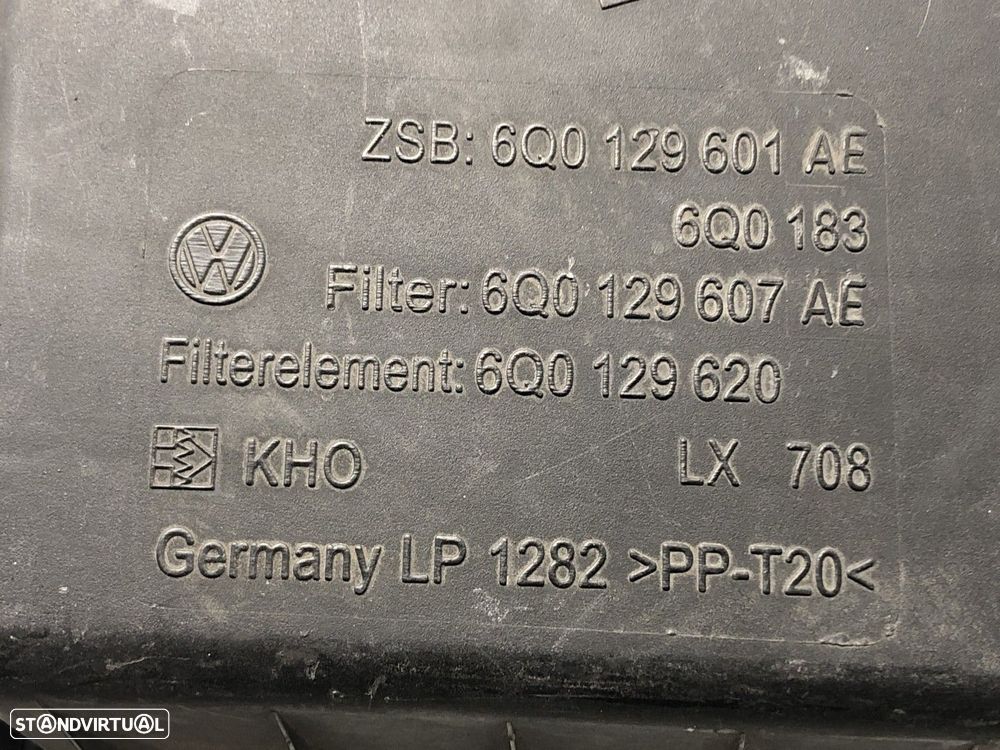 ZSB: 6Q0 129 601 AE
6Q0 183
Filter: 6Q0 129 607 AE
Filterelement: 6Q0 129 620
KHO LX 708
Germany LP 1282 >PP-T20<
STANDVIRTUAL